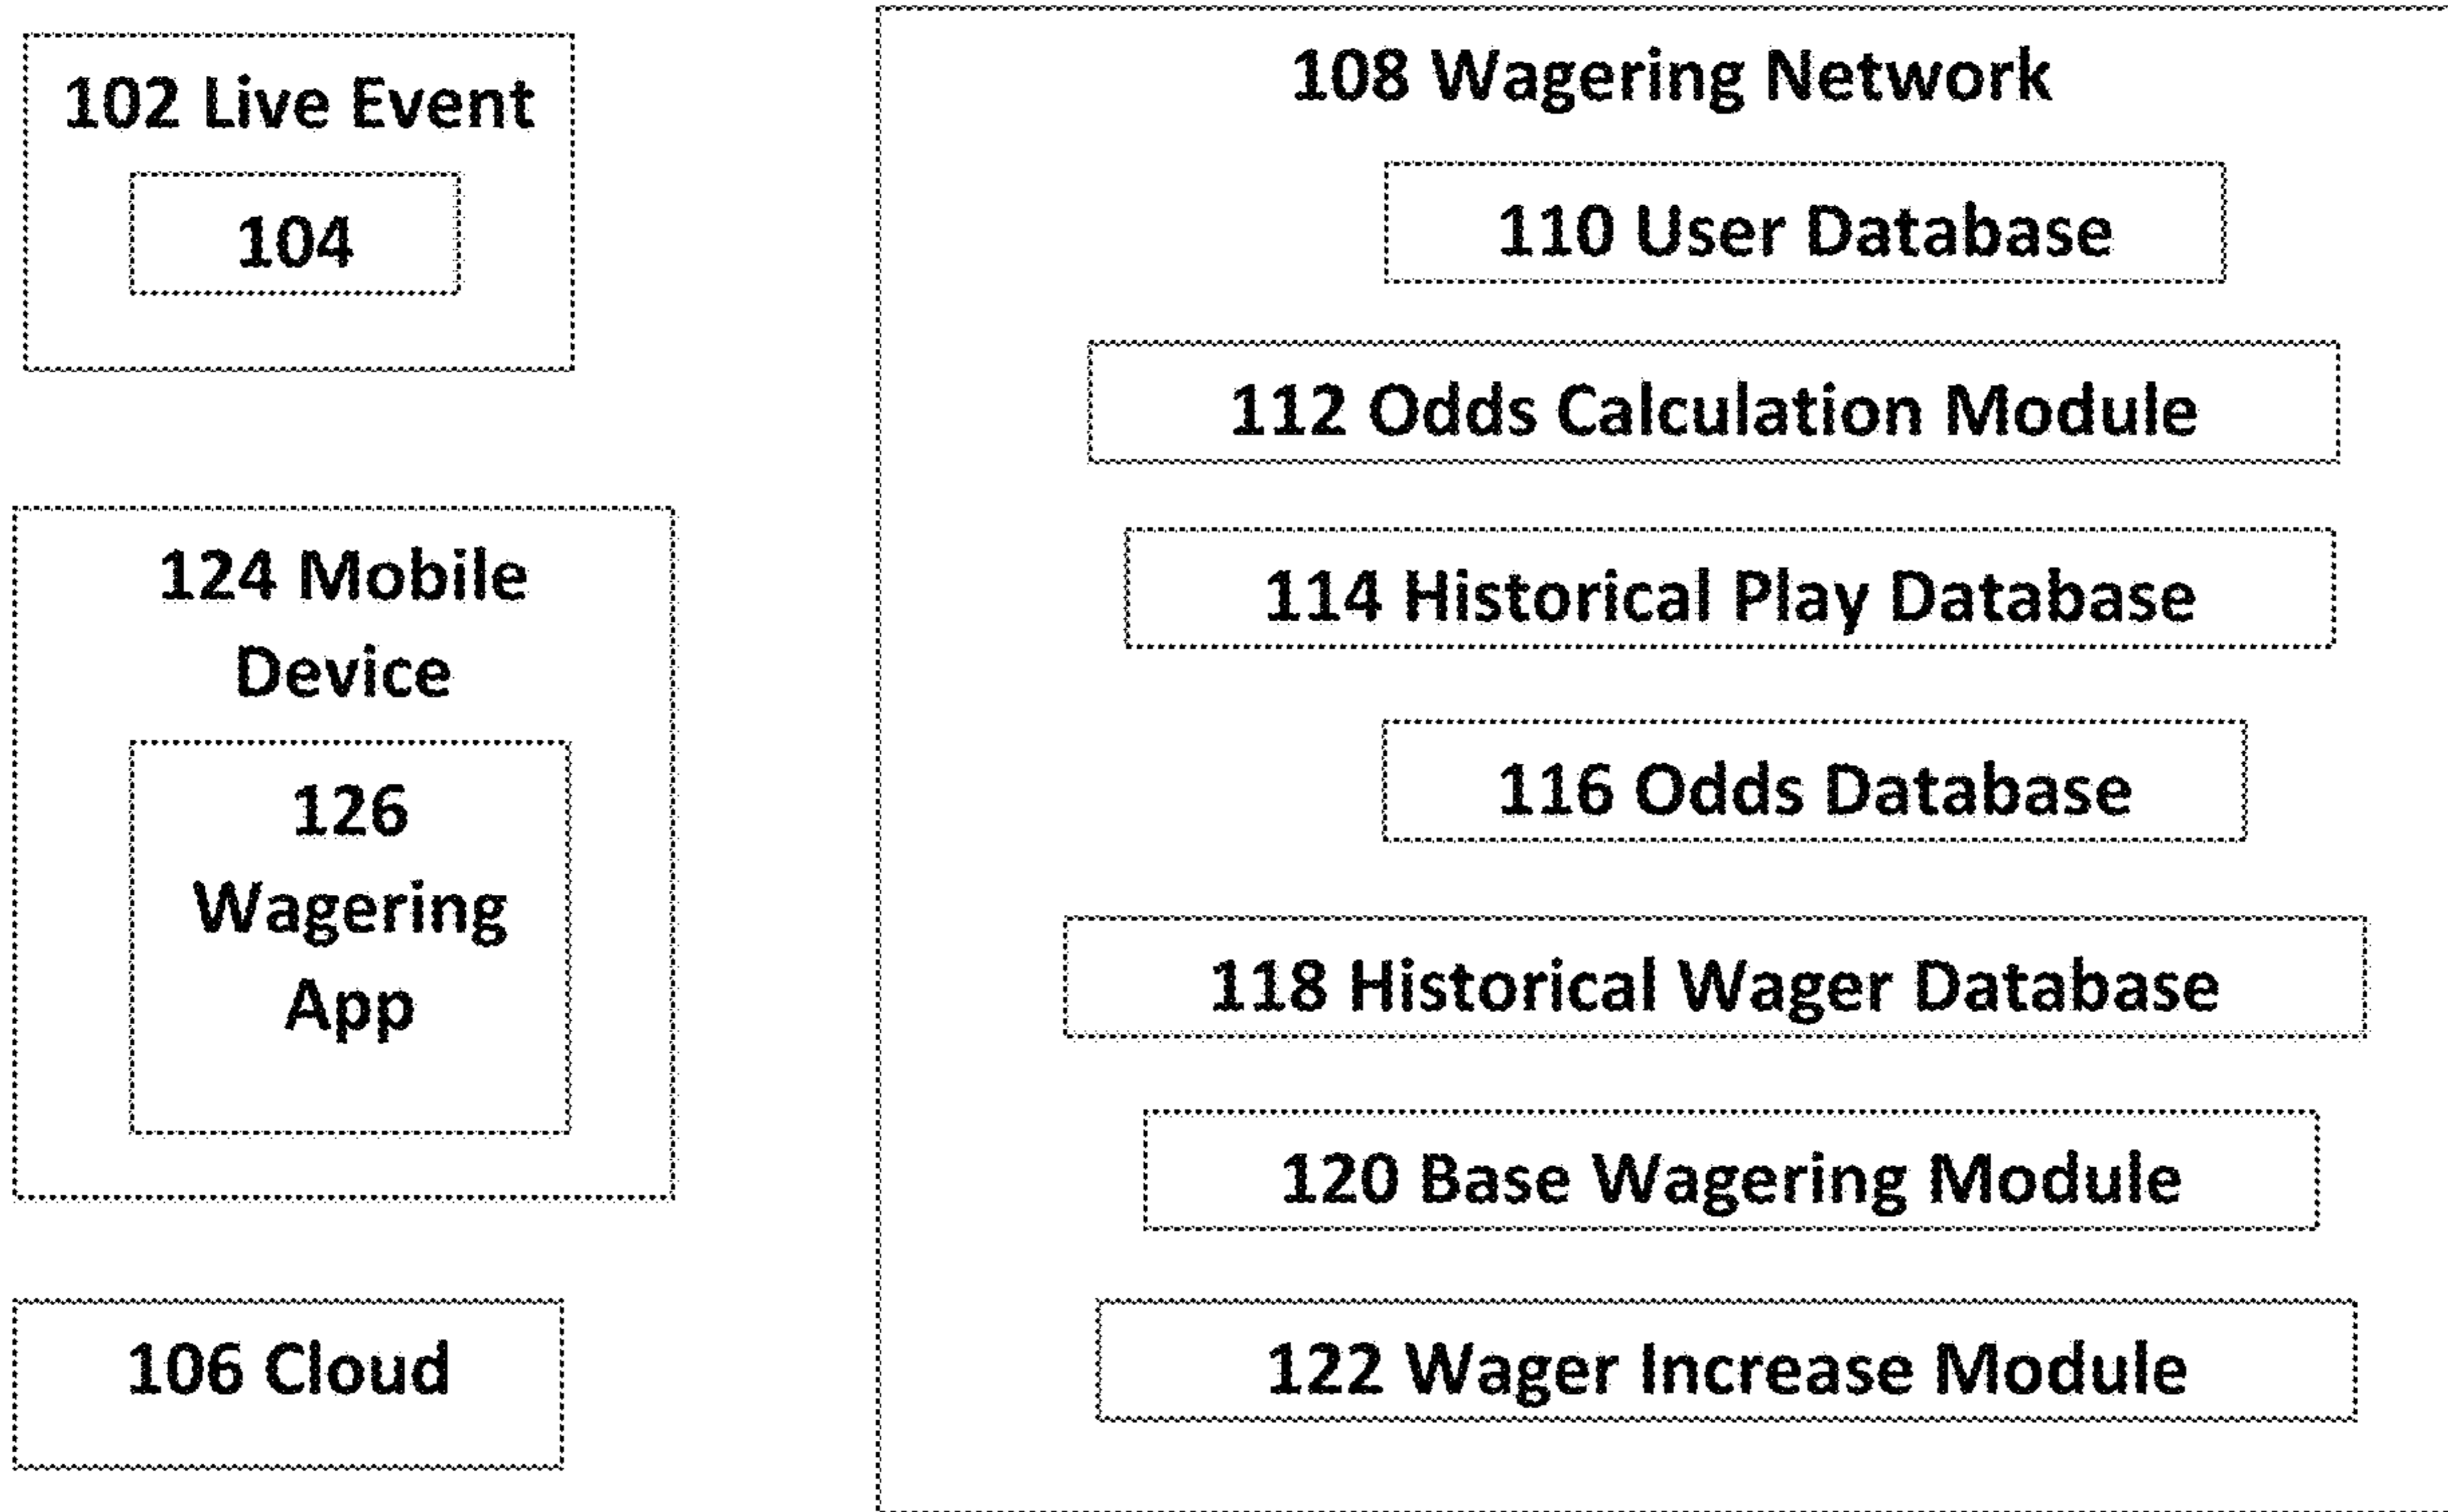 102 Live Event
104
124 Mobile
Device
126
Wagering
App
106 Cloud
108 Wagering Network
110 User Database
112 Odds Calculation Module
114 Historical Play Database
116 Odds Database
118 Historical Wager Database
120 Base Wagering Module
122 Wager Increase Module